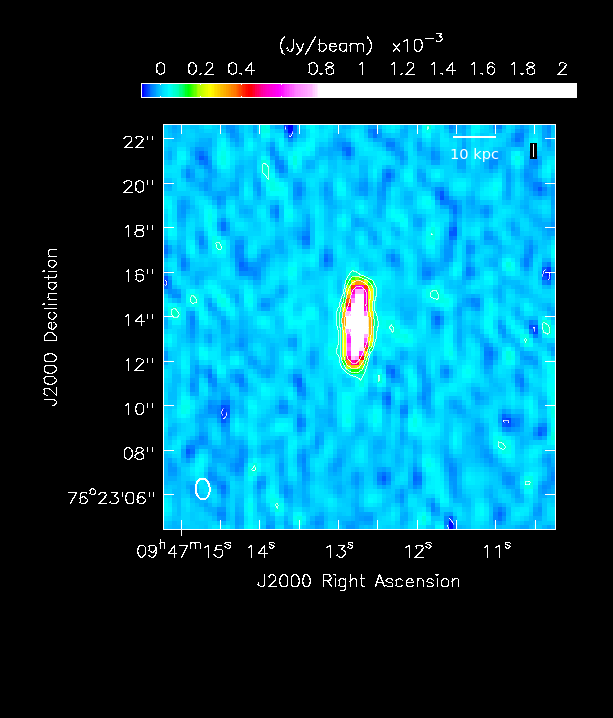 (Jy/beam) x10⁻³
0 0.2 0.4 0.8 1 1.2 1.4 1.6 1.8 2
22"
10 kpc
20"
18"
16"
14"
12"
10"
08"
76°23'06"
J2000 Declination
09ʰ47ᵐ15ˢ 14ˢ 13ˢ 12ˢ 11ˢ
J2000 Right Ascension